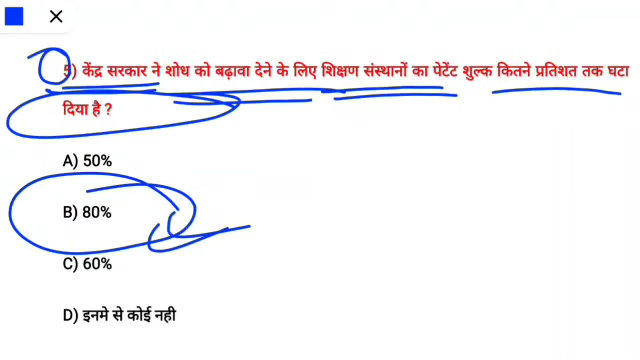 5) केंद्र सरकार ने शोध को बढ़ावा देने के लिए शिक्षण संस्थानों का पेटेंट शुल्क कितने प्रतिशत तक घटा
दिया है ?
A) 50%
B) 80%
C) 60%
D) इनमे से कोई नही